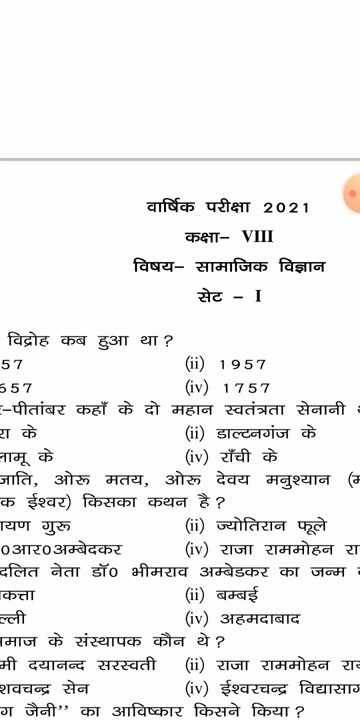 वार्षिक परीक्षा 2021
कक्षा– VIII
विषय– सामाजिक विज्ञान
सेट – I
विद्रोह कब हुआ था ?
57 (ii) 1957
657 (iv) 1757
–पीतांबर कहाँ के दो महान स्वतंत्रता सेनानी
रा के (ii) डाल्टनगंज के
लामू के (iv) राँची के
जाति, ओरू मतय, ओरू देवय मनुश्यान
क ईश्वर) किसका कथन है ?
ायण गुरू (ii) ज्योतिरान फूले
0आर0अम्बेदकर (iv) राजा राममोहन रा
दलित नेता डॉ0 भीमराव अम्बेडकर का जन्म
कत्ता (ii) बम्बई
ल्ली (iv) अहमदाबाद
माज के संस्थापक कौन थे ?
मी दयानन्द सरस्वती (ii) राजा राममोहन राय
शवचन्द्र सेन (iv) ईश्वरचन्द्र विद्यासाग
ग जैनी’’ का आविष्कार किसने किया ?